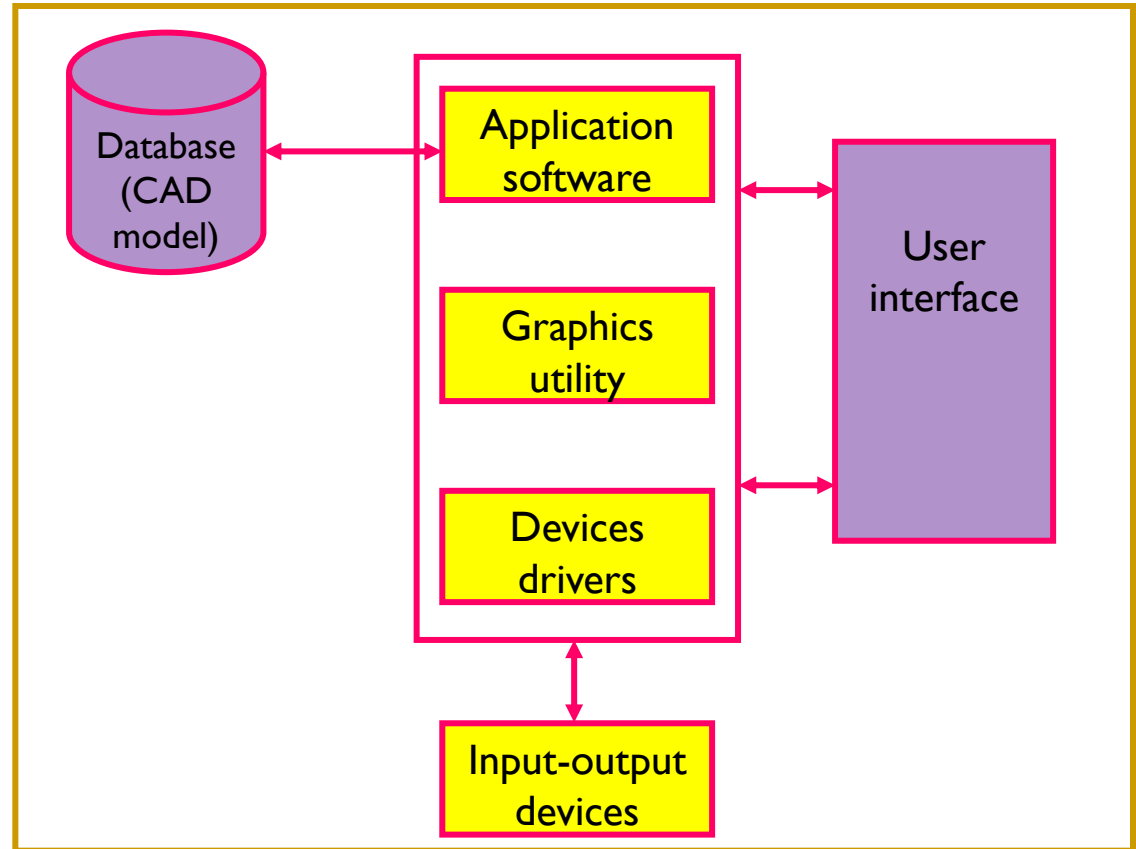 Database
(CAD
model)
Application
software
Graphics
utility
Devices
drivers
User
interface
Input-output
devices